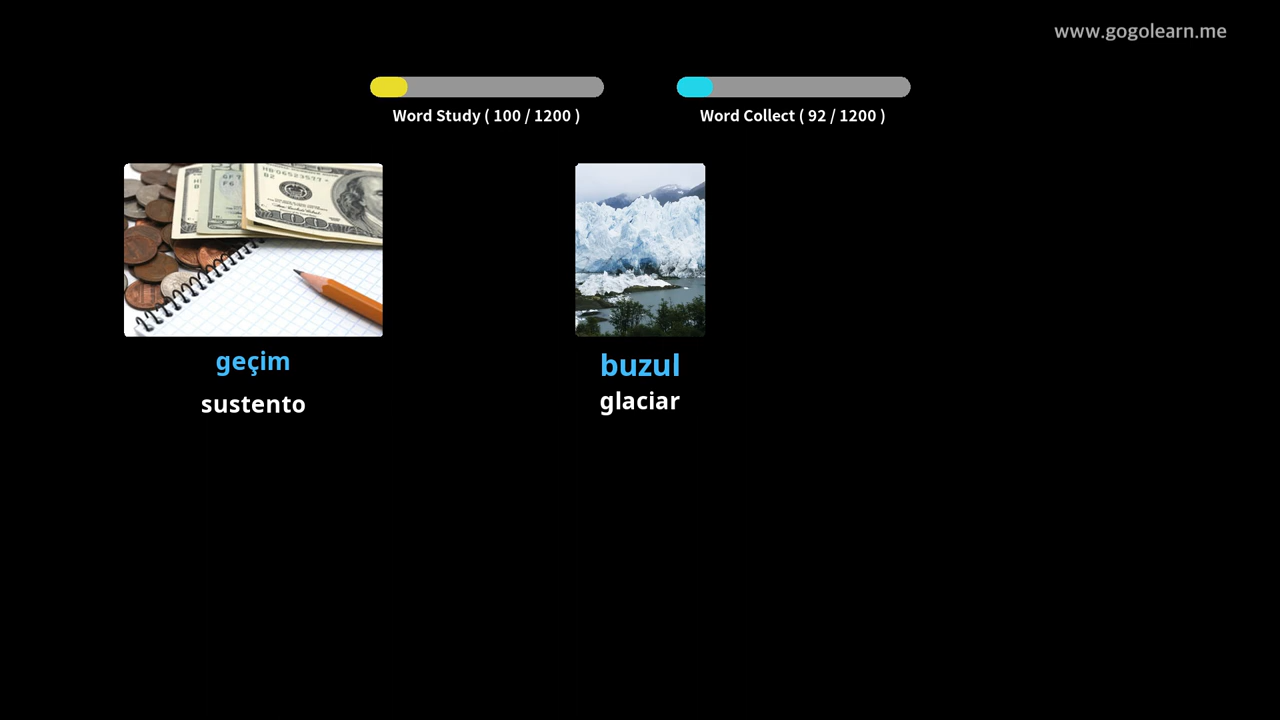 www.gogolearn.me
Word Study ( 100 / 1200 )
Word Collect ( 92 / 1200 )
geçim
sustento
buzul
glaciar